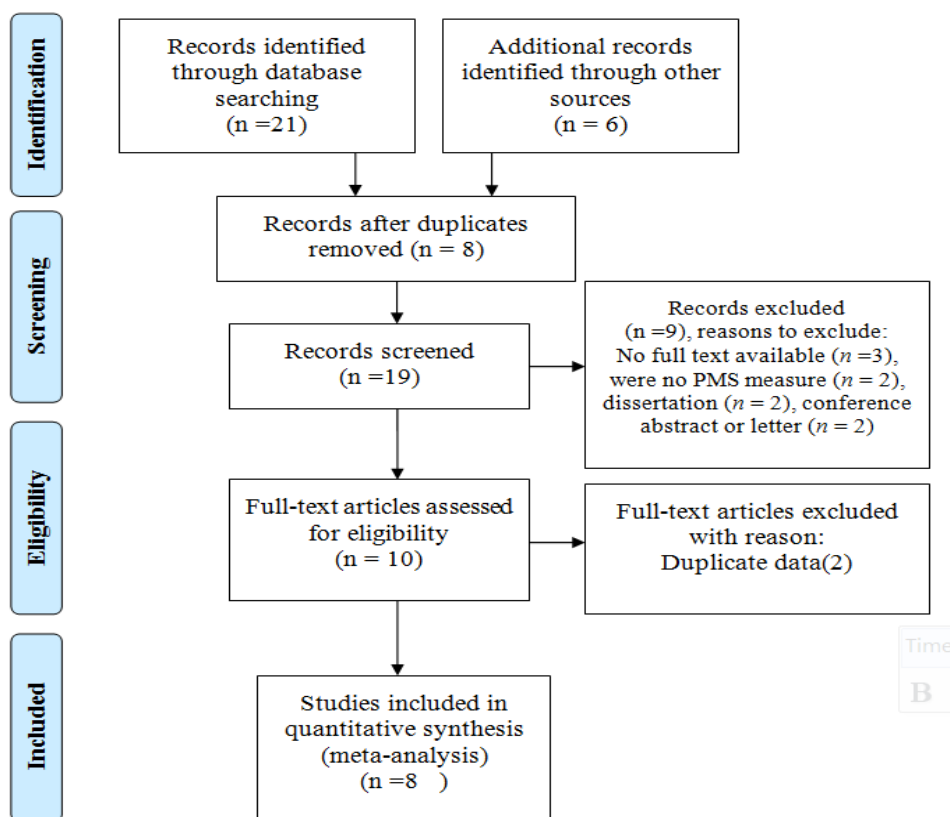 Identification
Records identified
through database
searching
(n =21)
Additional records
identified through other
sources
(n = 6)
Records after duplicates
removed (n = 8)
Screening
Records screened
(n =19)
Records excluded
(n =9), reasons to exclude:
No full text available (n =3),
were no PMS measure (n = 2),
dissertation (n = 2), conference
abstract or letter (n = 2)
Eligibility
Full-text articles assessed
for eligibility
(n = 10)
Full-text articles excluded
with reason:
Duplicate data(2)
Included
Studies included in
quantitative synthesis
(meta-analysis)
(n =8 )
Time
B